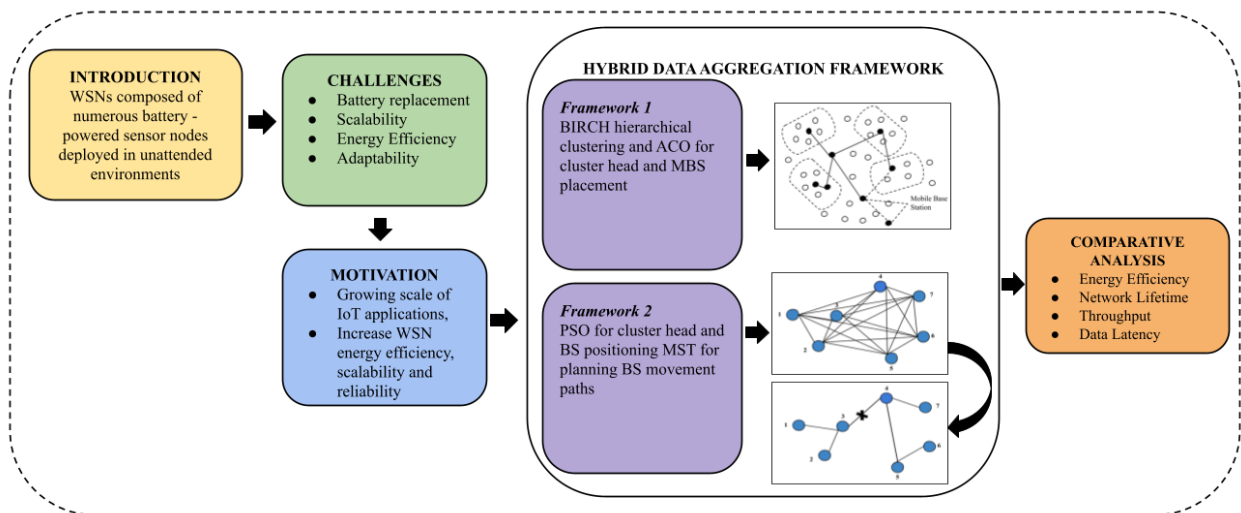 INTRODUCTION
WSNs composed of
numerous battery -
powered sensor nodes
deployed in unattended
environments
CHALLENGES
● Battery replacement
● Scalability
● Energy Efficiency
● Adaptability
MOTIVATION
● Growing scale of
IoT applications,
● Increase WSN
energy efficiency,
scalability and
reliability
HYBRID DATA AGGREGATION FRAMEWORK
Framework 1
BIRCH hierarchical
clustering and ACO for
cluster head and MBS
placement
Mobile Base
Station
Framework 2
PSO for cluster head and
BS positioning MST for
planning BS movement
paths
4
7
3
1
6
2
5
4
7
3
1
6
2
5
COMPARATIVE
ANALYSIS
● Energy Efficiency
● Network Lifetime
● Throughput
● Data Latency